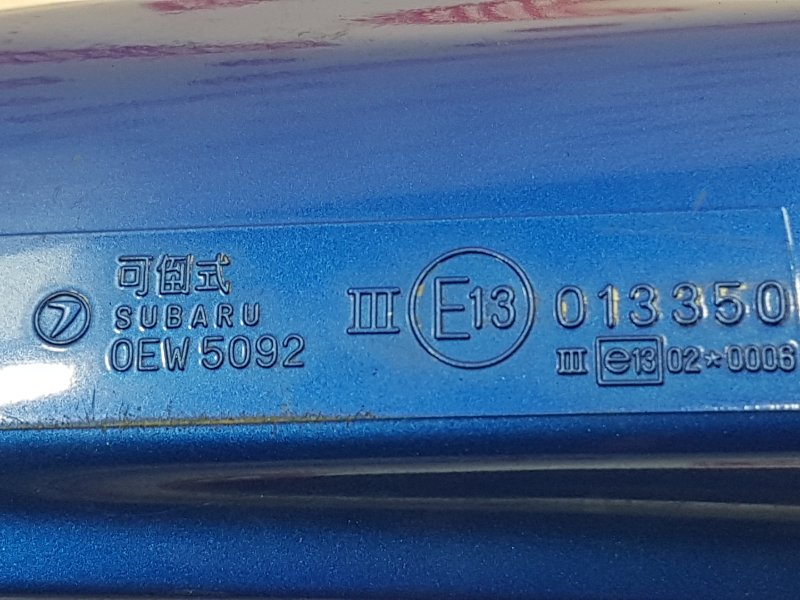 可倒式
SUBARU
0EW5092
III E13 013350
III e13 02*0006